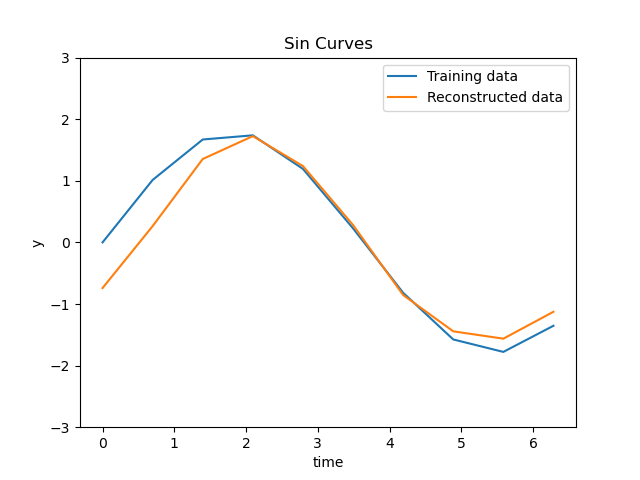 Sin Curves
Training data
Reconstructed data
3
2
1
0
−1
−2
−3
y
0 1 2 3 4 5 6
time